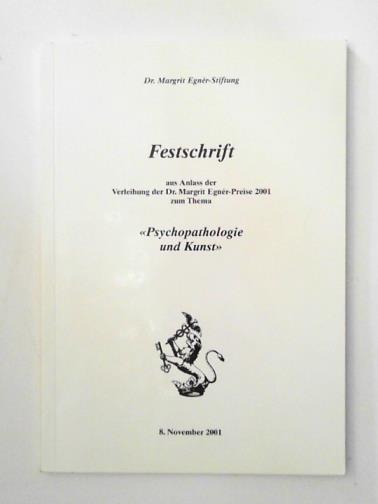 Dr. Margrit Egnér-Stiftung
Festschrift
aus Anlass der
Verleihung der Dr. Margrit Egnér-Preise 2001
zum Thema
«Psychopathologie
und Kunst»
8. November 2001